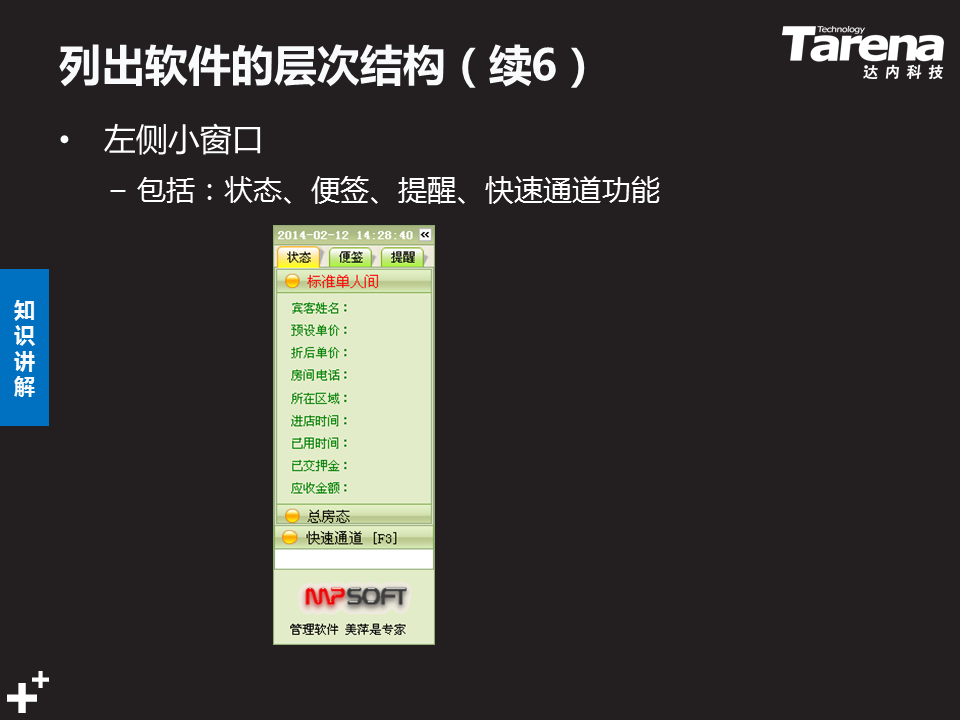 列出软件的层次结构（续6）
Technology
Tarena
达内科技
• 左侧小窗口
– 包括：状态、便签、提醒、快速通道功能
知识讲解
2014-02-12 14:28:40 «
状态 便签 提醒
标准单人间
宾客姓名：
预设单价：
折后单价：
房间电话：
所在区域：
进店时间：
已用时间：
已交押金：
应收金额：
总房态
快速通道 [F3]
MPSOFT
管理软件 美萍是专家